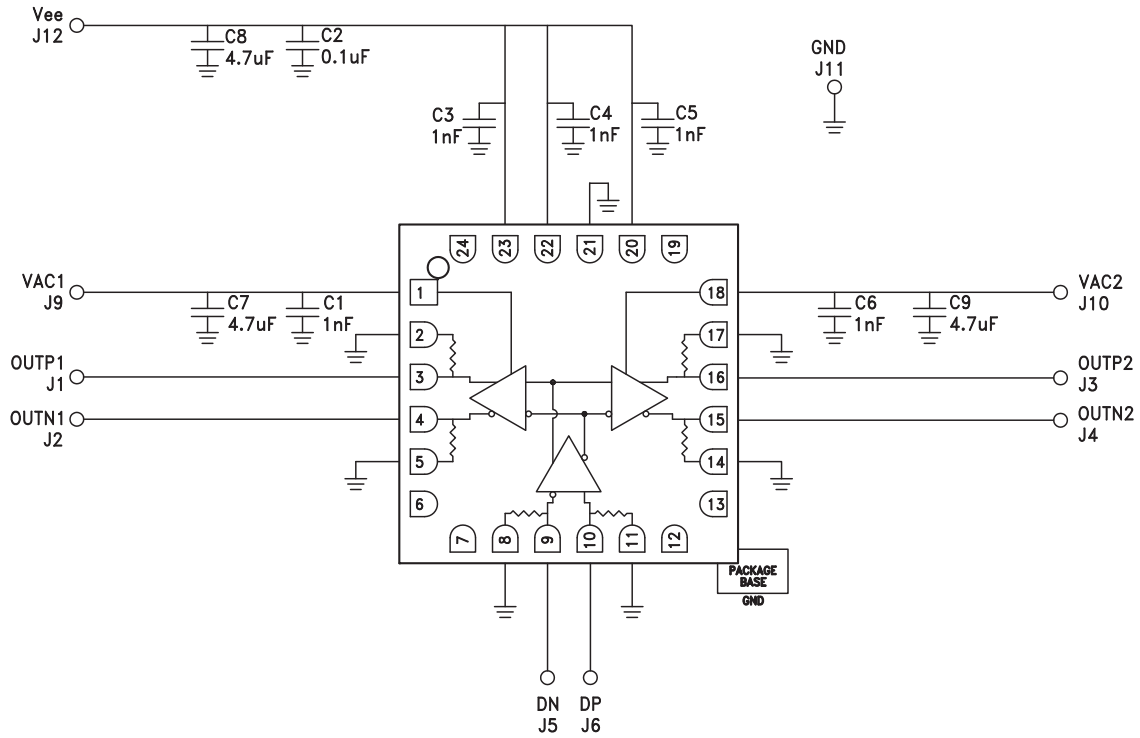 Vee
J12
C8
4.7uF
C2
0.1uF
GND
J11
C3
1nF
C4
1nF
C5
1nF
24
23
22
21
20
19
VAC1
J9
C7
4.7uF
C1
1nF
1
18
C6
1nF
C9
4.7uF
VAC2
J10
2
17
OUTP1
J1
3
16
OUTP2
J3
OUTN1
J2
4
15
OUTN2
J4
5
14
6
13
7
8
9
10
11
12
PACKAGE
BASE
GND
DN
J5
DP
J6